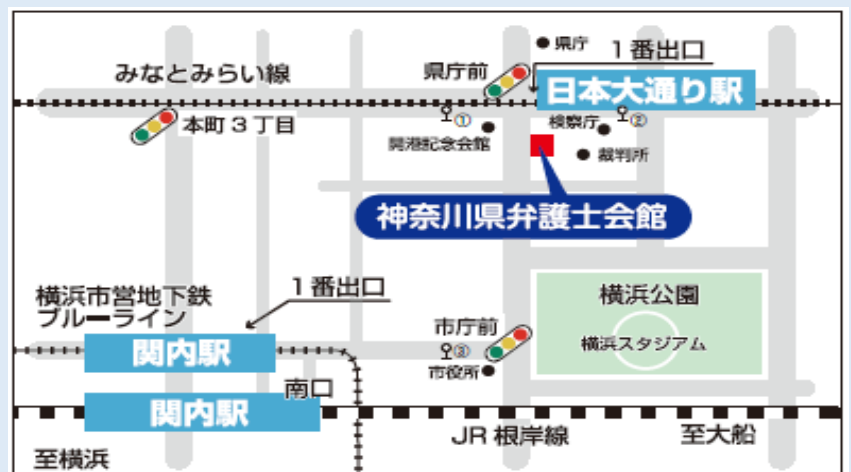 県庁
1番出口
みなとみらい線
県庁前
日本大通り駅
本町3丁目
①
検察庁
②
開港記念会館
裁判所
神奈川県弁護士会館
1番出口
横浜市営地下鉄
ブルーライン
横浜公園
市庁前
関内駅
③
横浜スタジアム
市役所
南口
関内駅
JR根岸線
至大船
至横浜